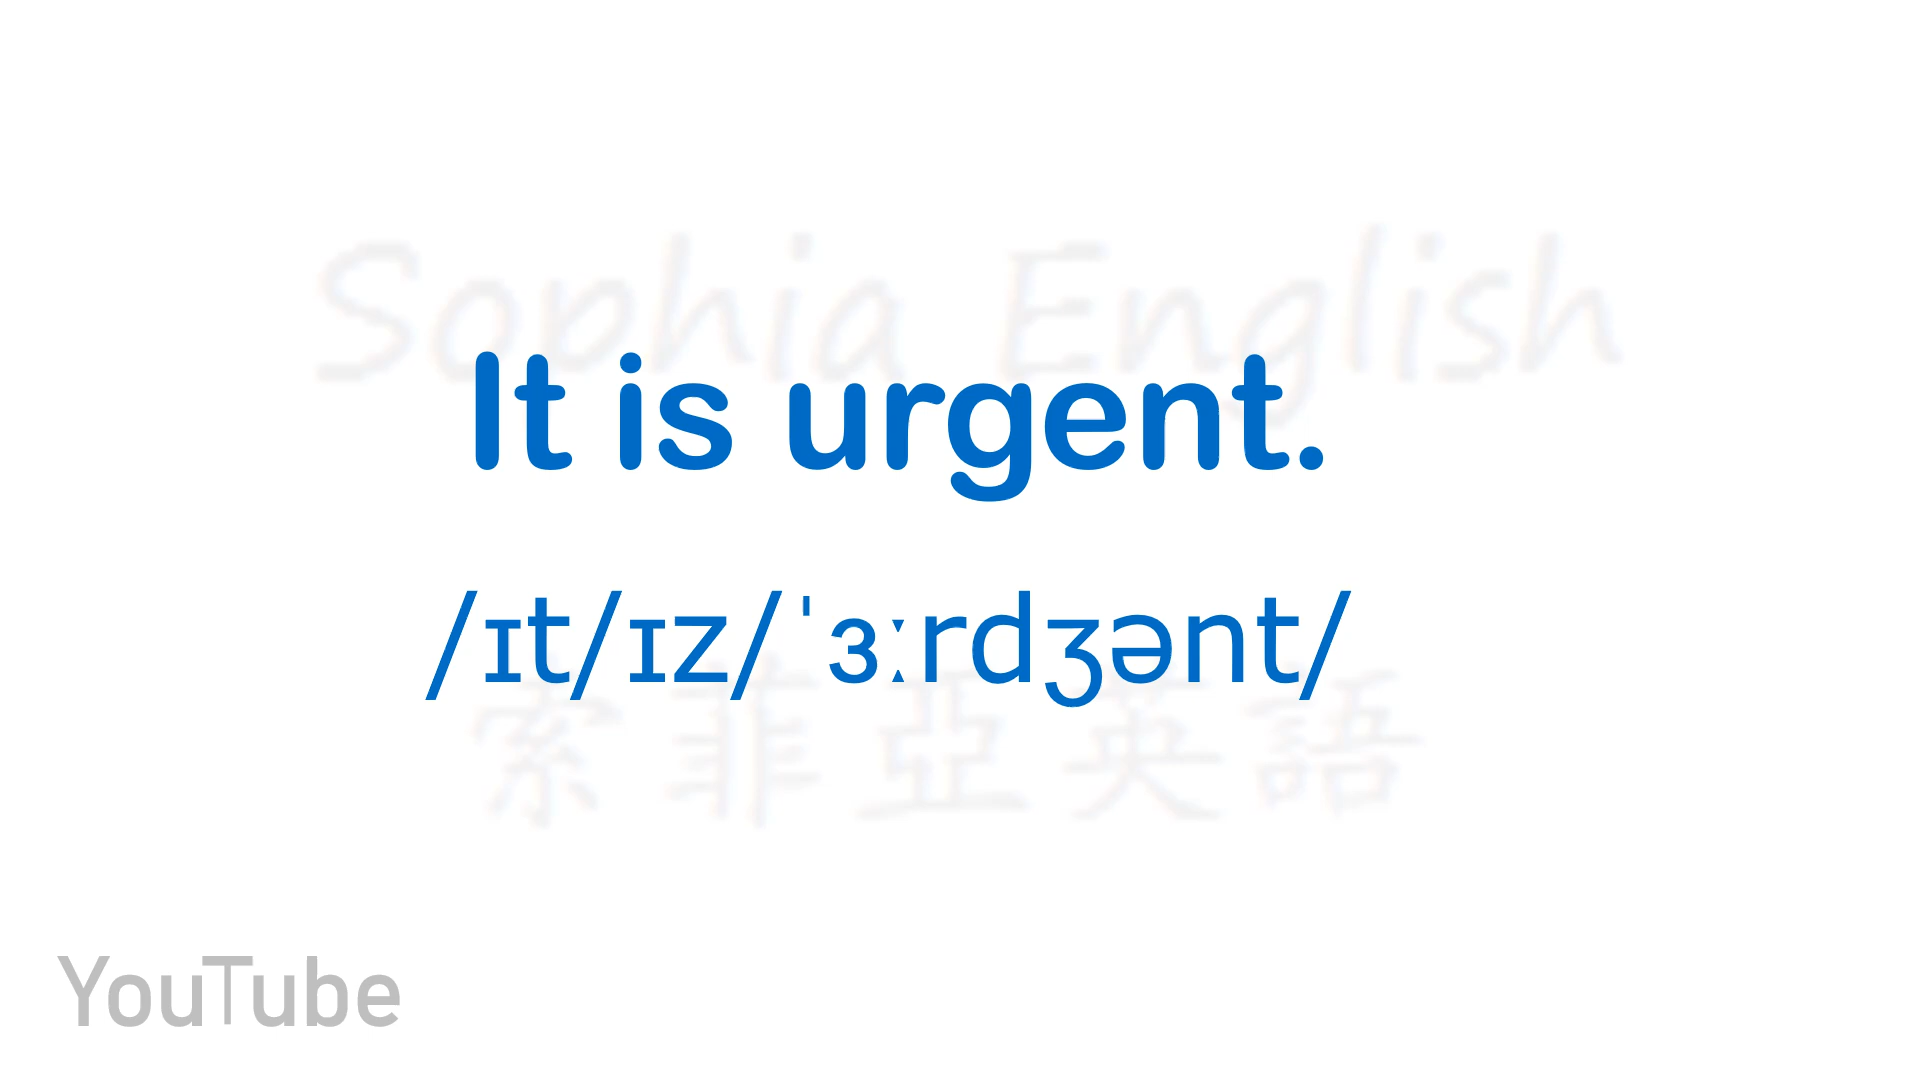 Sophia English
It is urgent.
/ɪt/ɪz/ˈɜːrdʒənt/
索菲亞英語
YouTube